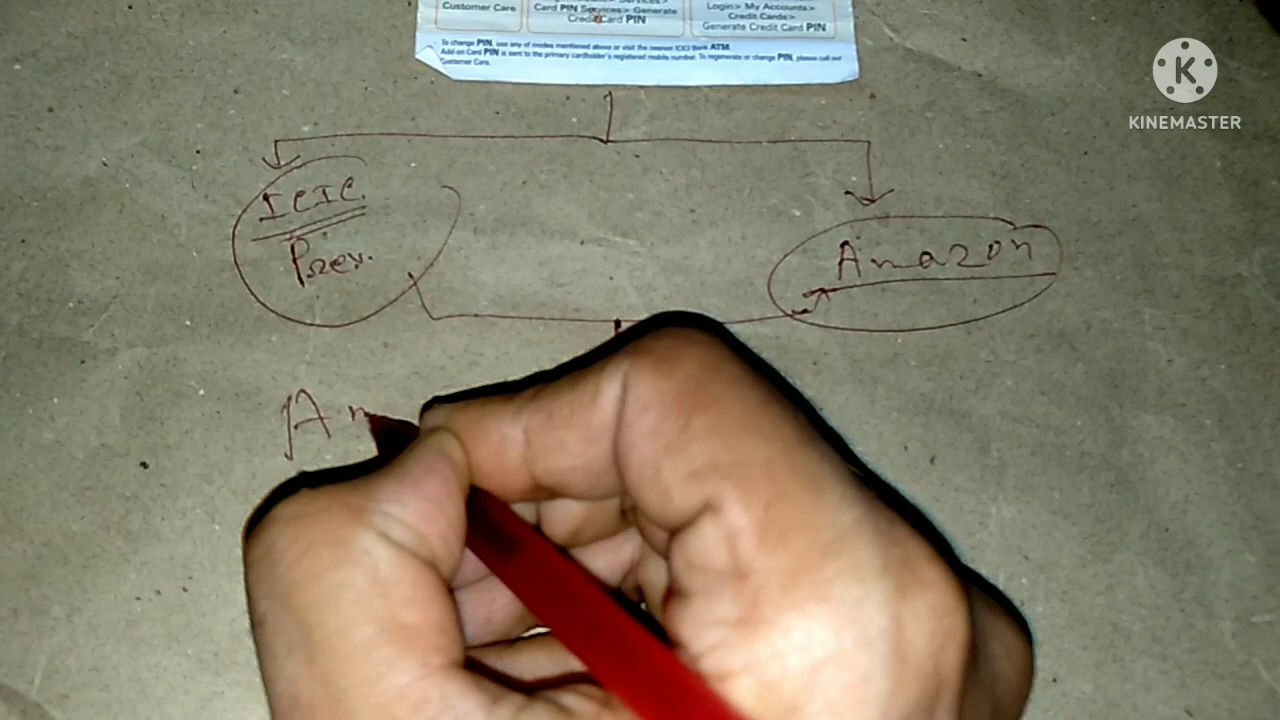 Customer Care
Card PIN Services> Generate
Credit Card PIN
Login> My Accounts>
Credit Cards>
Generate Credit Card PIN
To change PIN, use any of modes mentioned above or visit the nearest ICICI Bank ATM.
Add-on Card PIN is sent to the primary cardholder's registered mobile number. To regenerate or change PIN, please call our
Customer Care.
KINEMASTER
ICIC
Amazon
Am